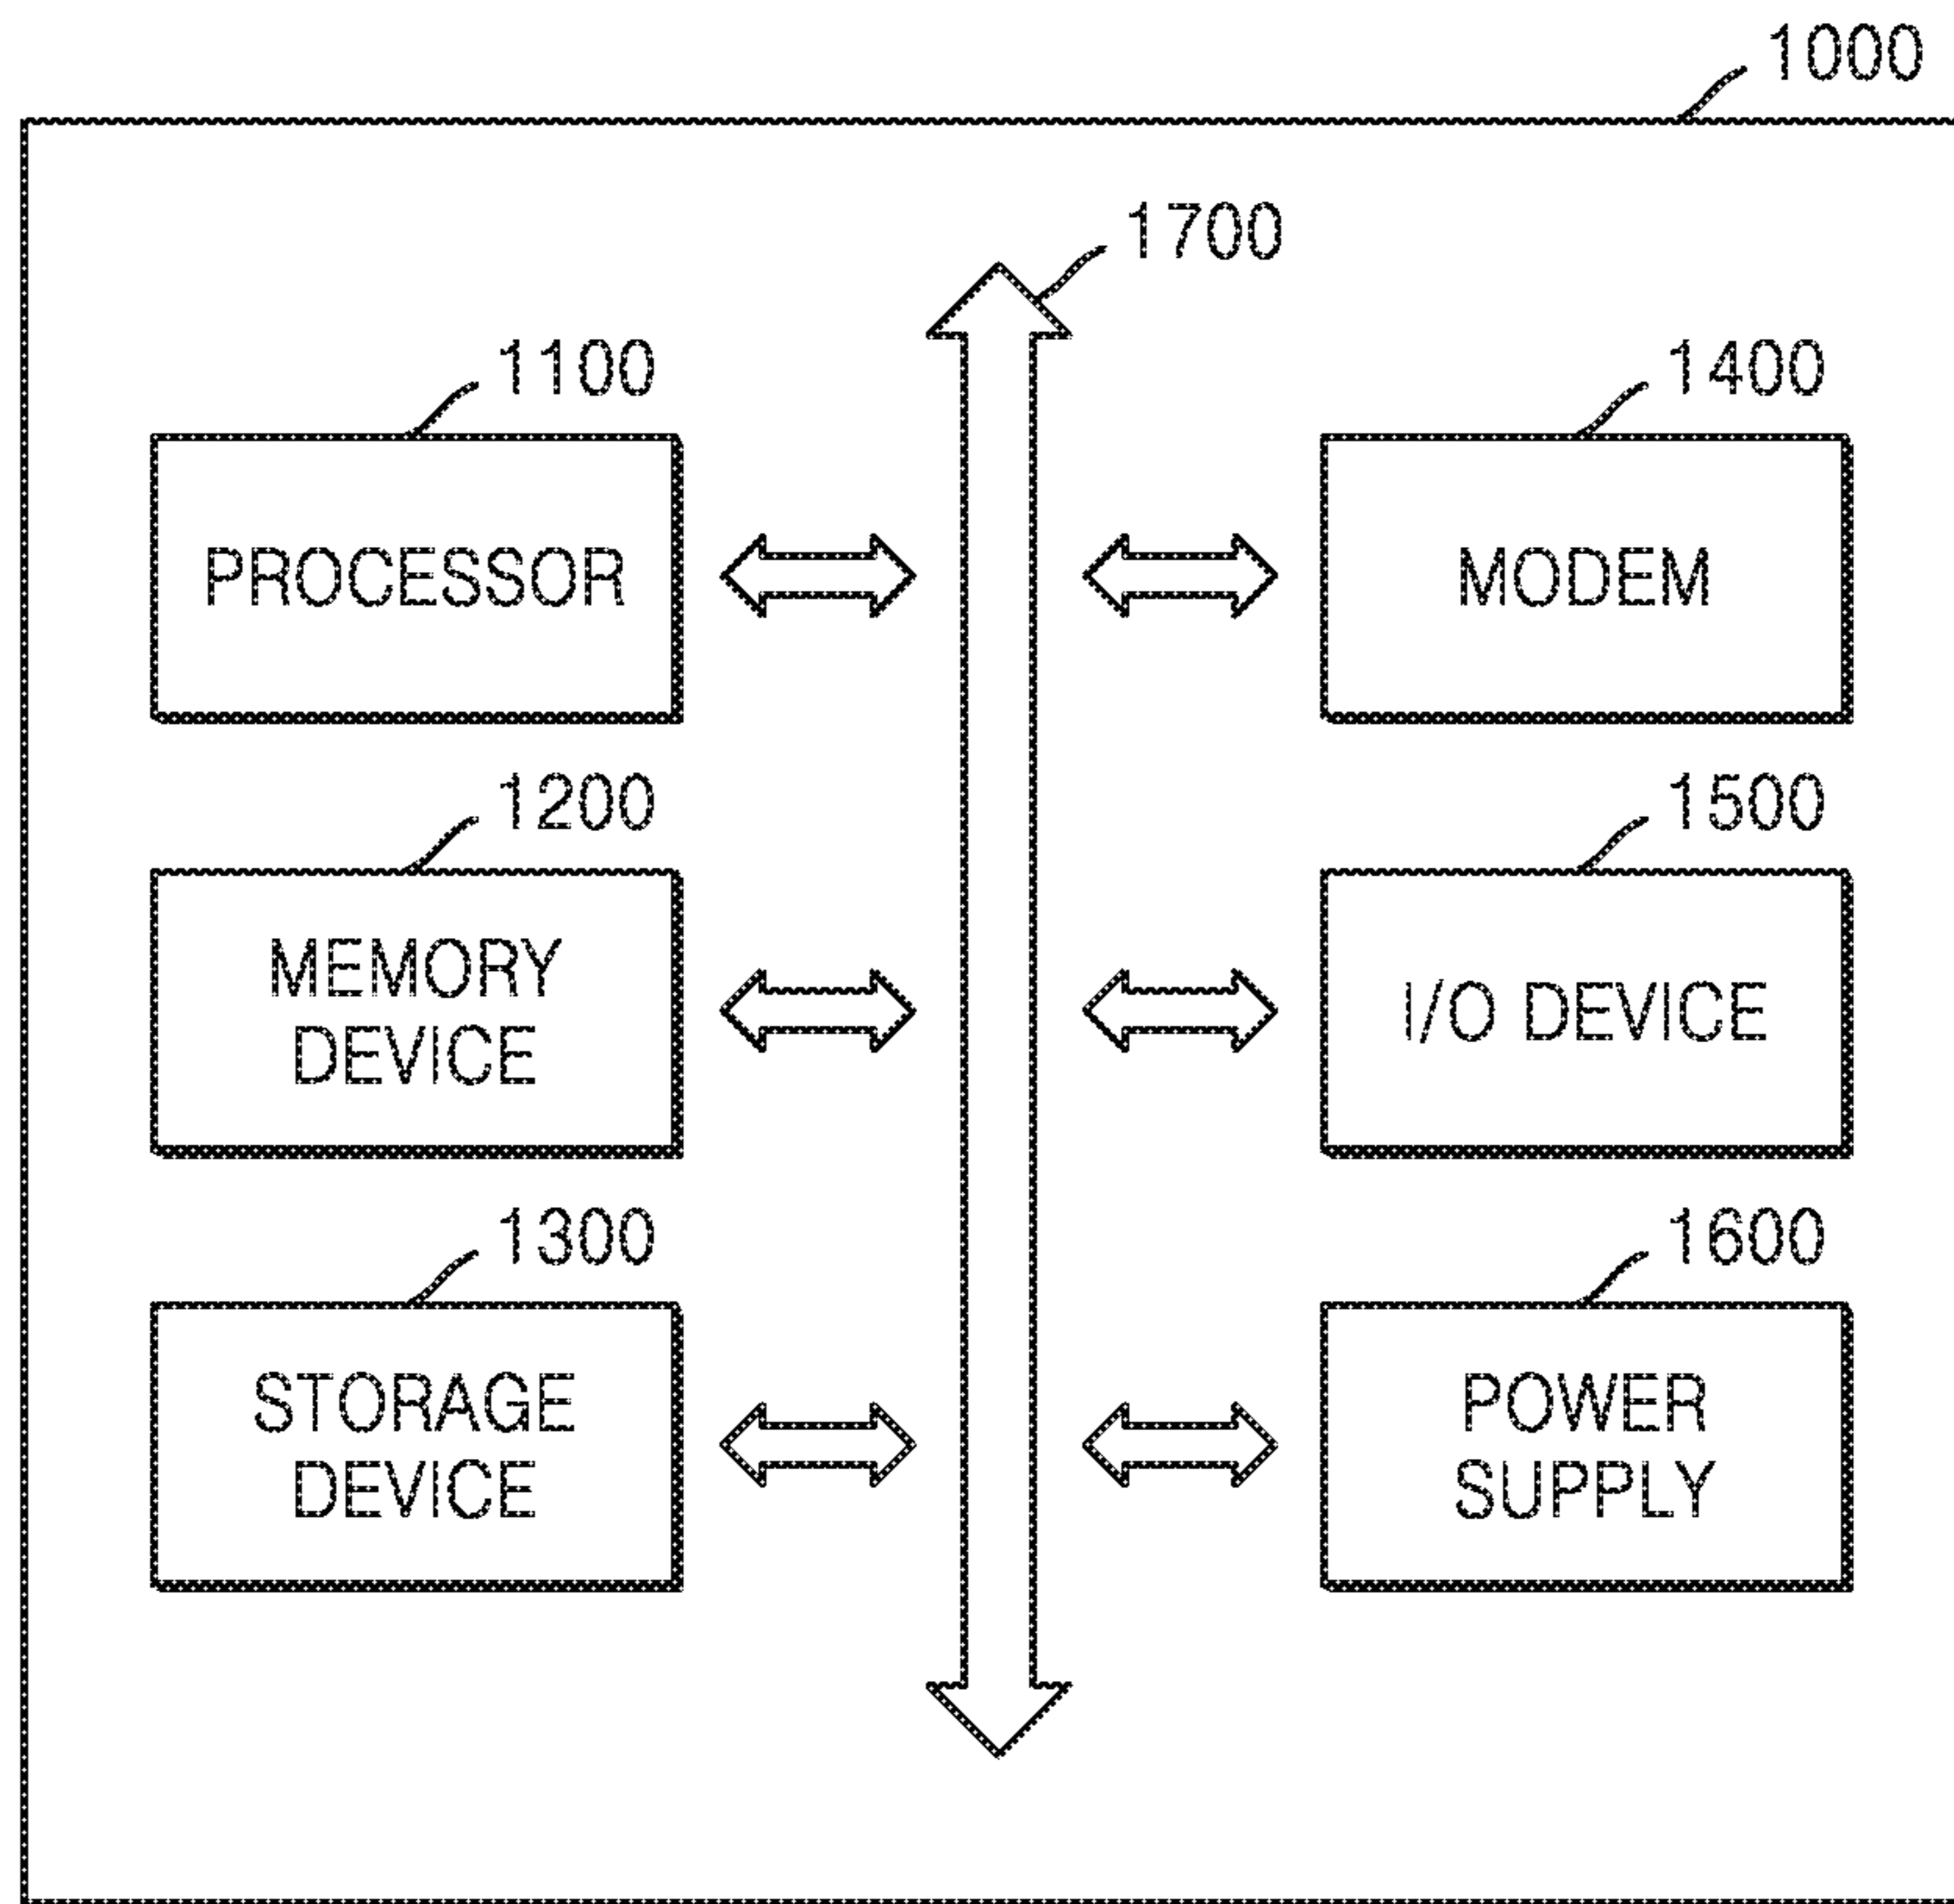 1000
1700
1100
1400
PROCESSOR
MODEM
1200
1500
MEMORY
DEVICE
I/O DEVICE
1300
1600
STORAGE
DEVICE
POWER
SUPPLY